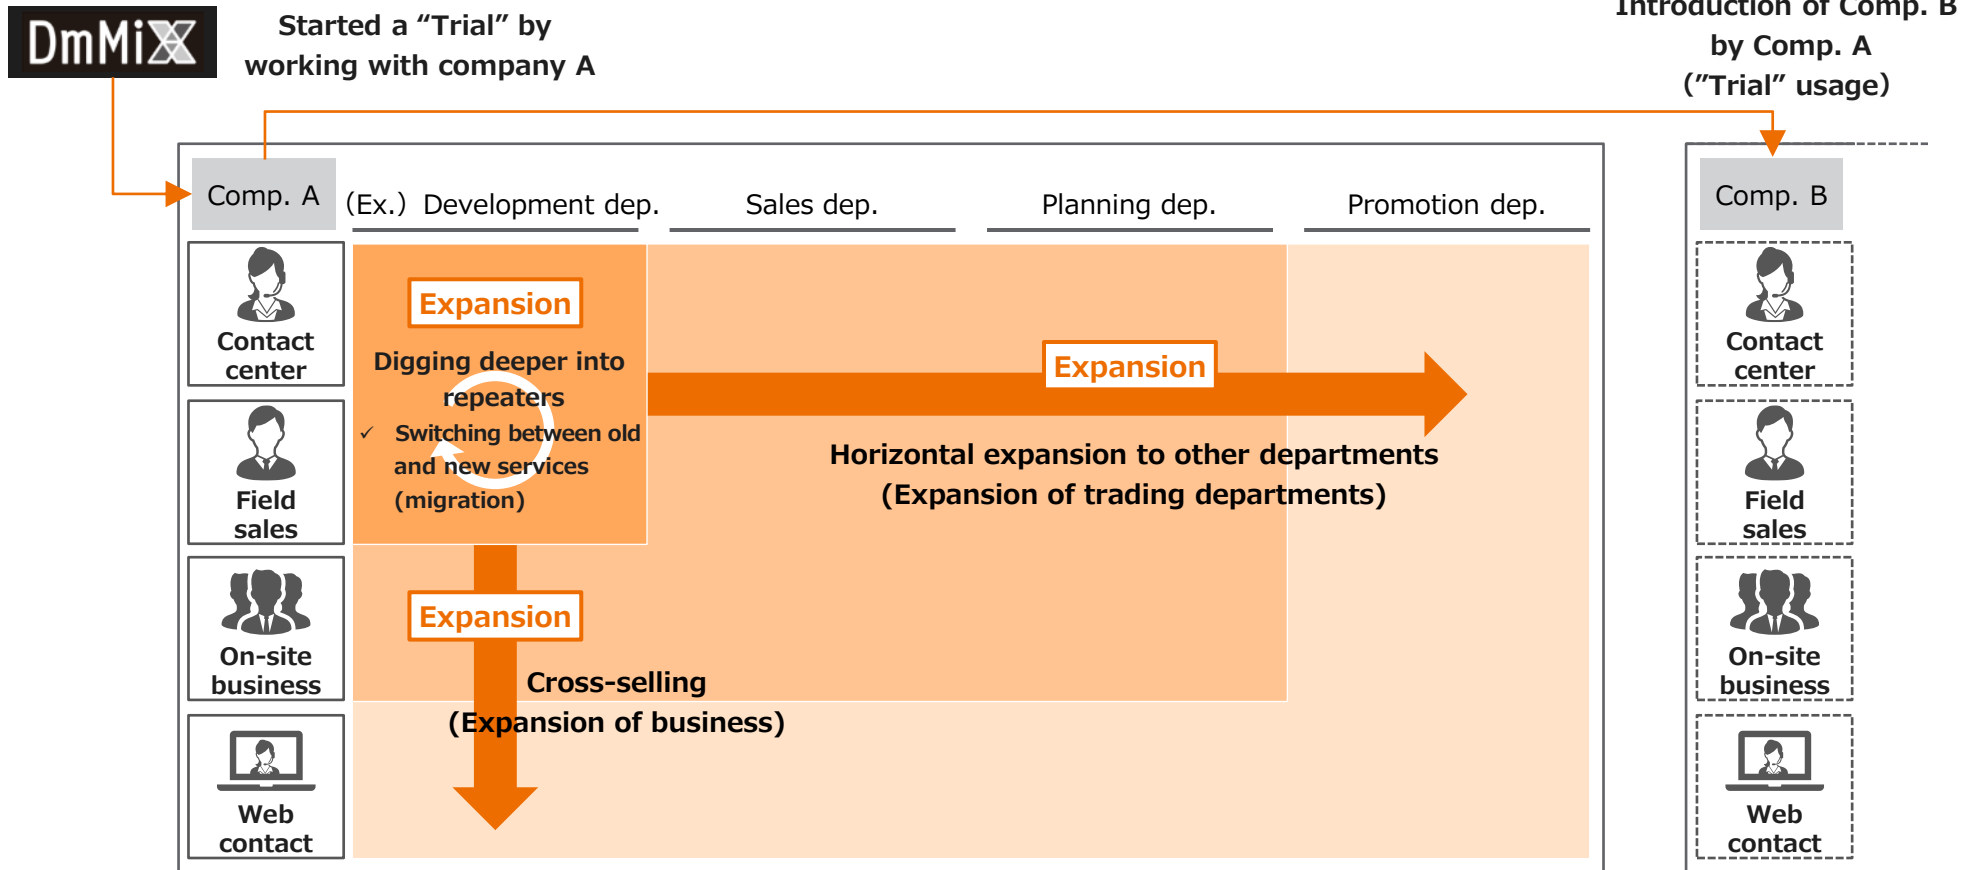 DmMiX
Started a “Trial” by
working with company A
Introduction of Comp. B
by Comp. A
(”Trial” usage)
Comp. A
(Ex.) Development dep.
Sales dep.
Planning dep.
Promotion dep.
Comp. B
Contact
center
Field
sales
On-site
business
Web
contact
Expansion
Digging deeper into
repeaters
✓ Switching between old
and new services
(migration)
Expansion
Horizontal expansion to other departments
(Expansion of trading departments)
Expansion
Cross-selling
(Expansion of business)
Contact
center
Field
sales
On-site
business
Web
contact